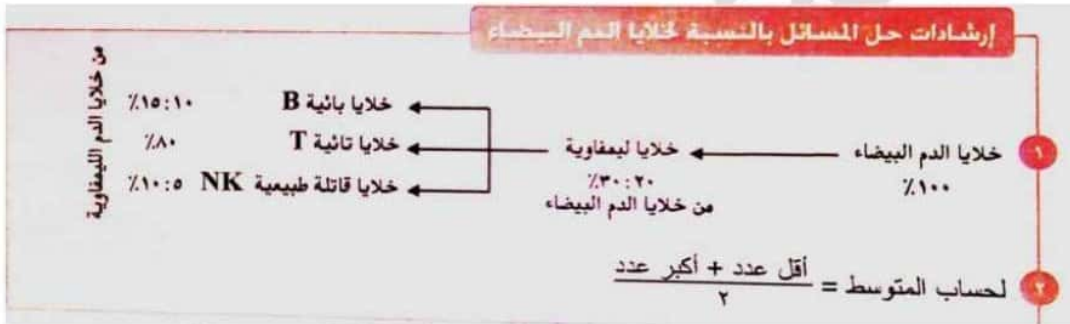 إرشادات حل المسائل بالنسبة لخلايا الدم البيضاء
١
خلايا الدم البيضاء
٪١٠٠
خلايا ليمفاوية
٪٣٠:٢٠
من خلايا الدم البيضاء
خلايا بائية B ٪١٥:١٠
خلايا تائية T ٪٨٠
خلايا قاتلة طبيعية NK ٪١٠:٥
من خلايا الدم الليمفاوية
٢
لحساب المتوسط = أقل عدد + أكبر عدد
٢